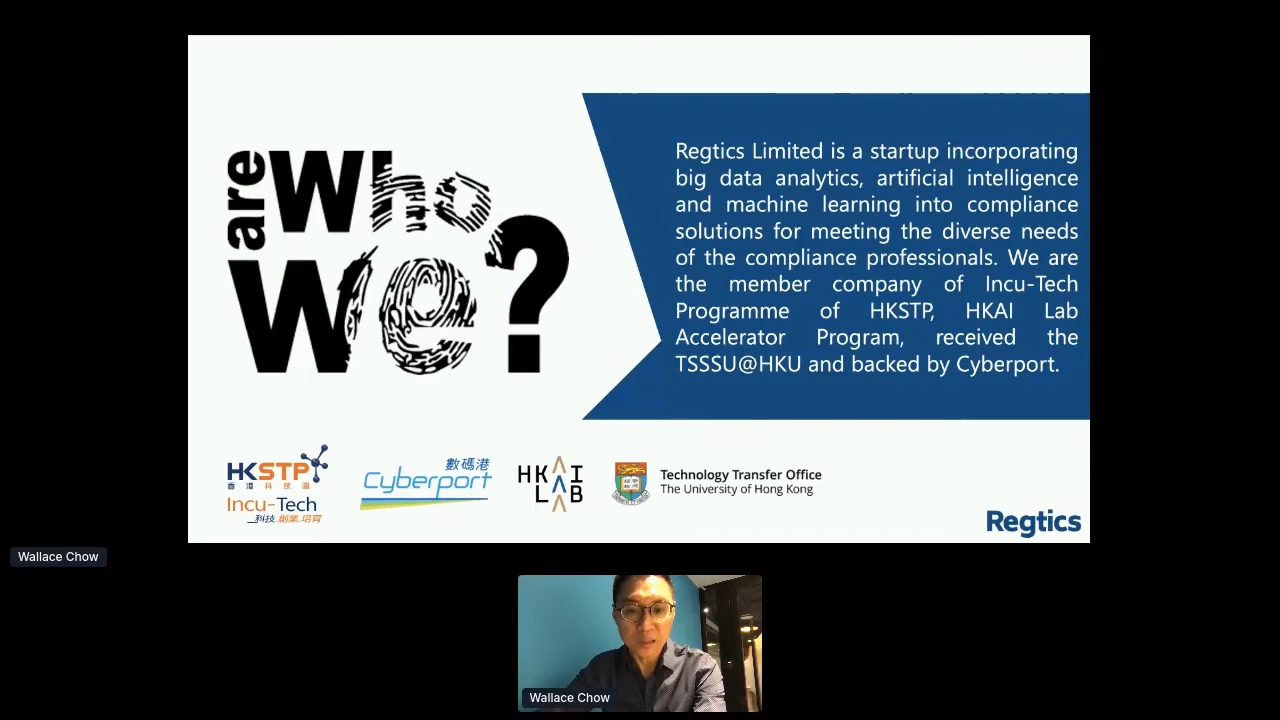 are Who
We?
Regtics Limited is a startup incorporating
big data analytics, artificial intelligence
and machine learning into compliance
solutions for meeting the diverse needs
of the compliance professionals. We are
the member company of Incu-Tech
Programme of HKSTP, HKAI Lab
Accelerator Program, received the
TSSSU@HKU and backed by Cyberport.
HKSTP
香港科技園
Incu-Tech
科技.創業.培育
數碼港
Cyberport
HKAI
LAB
Technology Transfer Office
The University of Hong Kong
Regtics
Wallace Chow
Wallace Chow